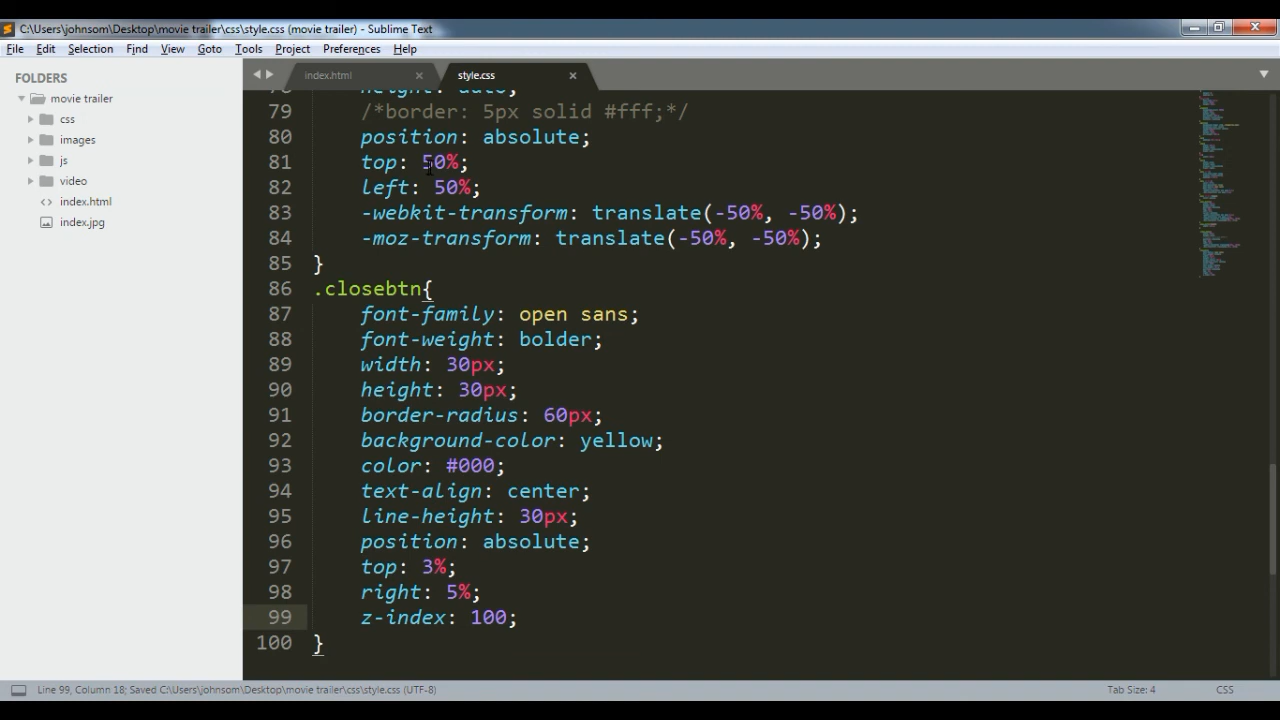 C:\Users\johnsom\Desktop\movie trailer\css\style.css (movie trailer) - Sublime Text
File Edit Selection Find View Goto Tools Project Preferences Help
FOLDERS
movie trailer
css
images
js
video
index.html
index.jpg
index.html × style.css ×
79 /*border: 5px solid #fff;*/
80 position: absolute;
81 top: 50%;
82 left: 50%;
83 -webkit-transform: translate(-50%, -50%);
84 -moz-transform: translate(-50%, -50%);
85 }
86 .closebtn{
87 font-family: open sans;
88 font-weight: bolder;
89 width: 30px;
90 height: 30px;
91 border-radius: 60px;
92 background-color: yellow;
93 color: #000;
94 text-align: center;
95 line-height: 30px;
96 position: absolute;
97 top: 3%;
98 right: 5%;
99 z-index: 100;
100 }
Line 99, Column 18; Saved C:\Users\johnsom\Desktop\movie trailer\css\style.css (UTF-8) Tab Size: 4 CSS